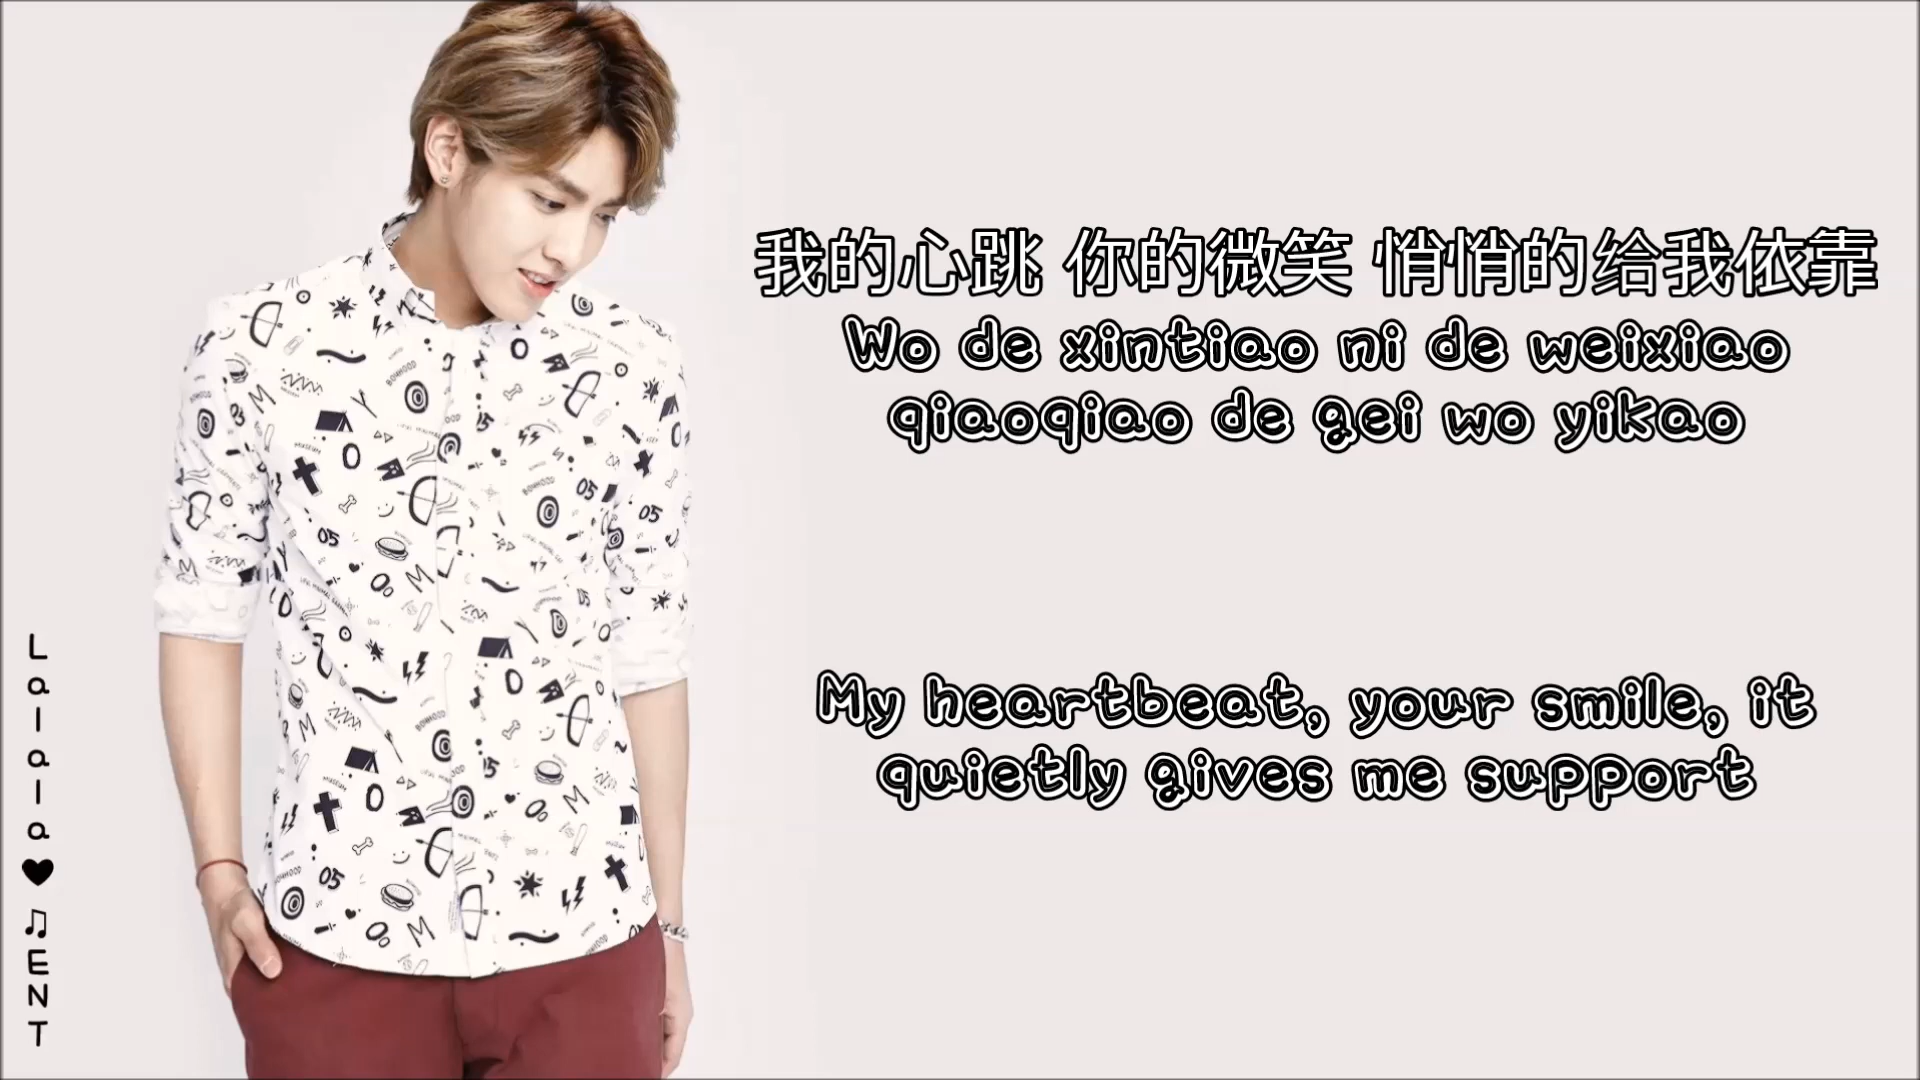 我的心跳 你的微笑 悄悄的给我依靠
Wo de xintiao ni de weixiao
qiaoqiao de gei wo yikao
My heartbeat, your smile, it
quietly gives me support
Lalala♥♫ENT